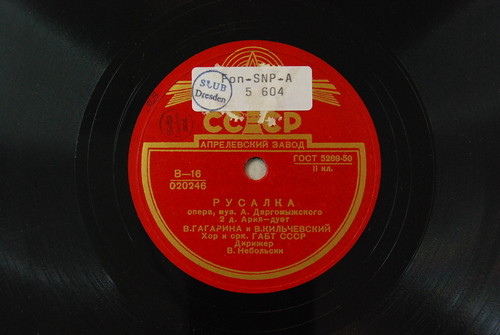 Fon-SNP-A
5 604
SLUB
Dresden
СССР
АПРЕЛЕВСКИЙ ЗАВОД
ГОСТ 5289-50
II кл.
В—16
020246
РУСАЛКА
опера, муз. А. Даргомыжского
2 д. Ария-дуэт
В.ГАГАРИНА и В.КИЛЬЧЕВСКИЙ
Хор и орк. ГАБТ СССР
Дирижер
В. Небольсин